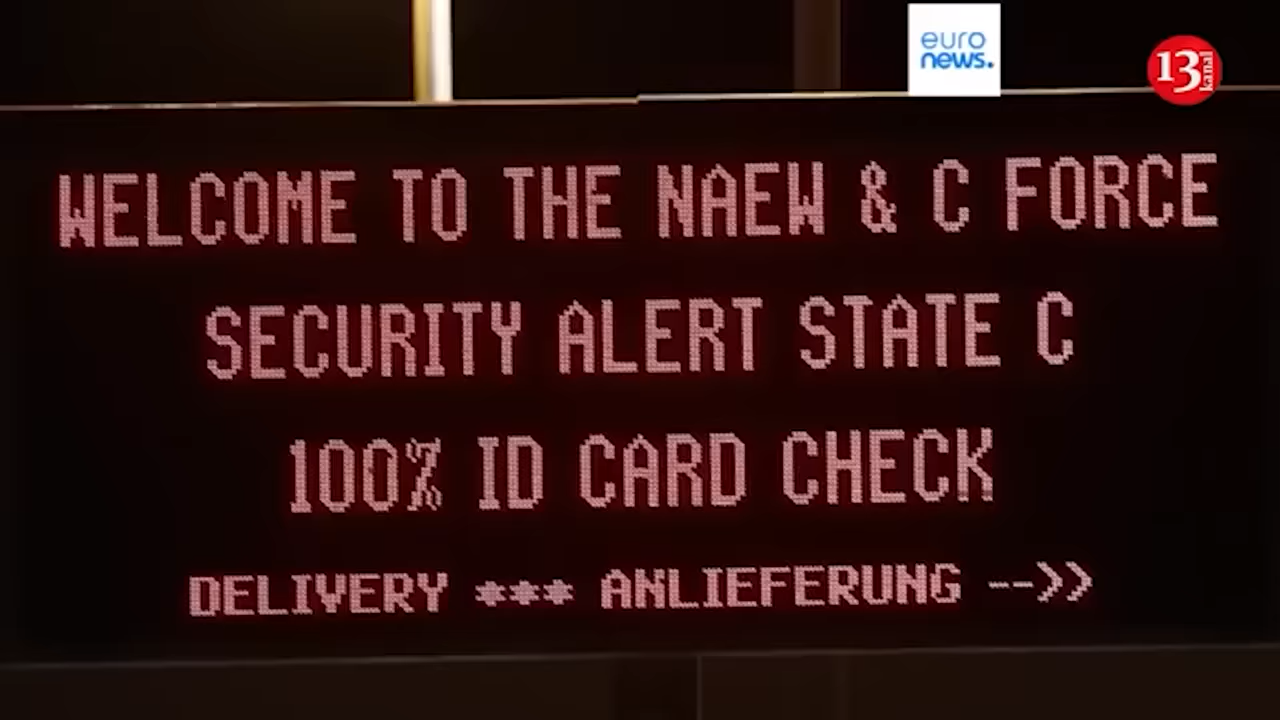 euro
news.
13
kanal
WELCOME TO THE NAEW & C FORCE
SECURITY ALERT STATE C
100% ID CARD CHECK
DELIVERY *** ANLIEFERUNG -->>